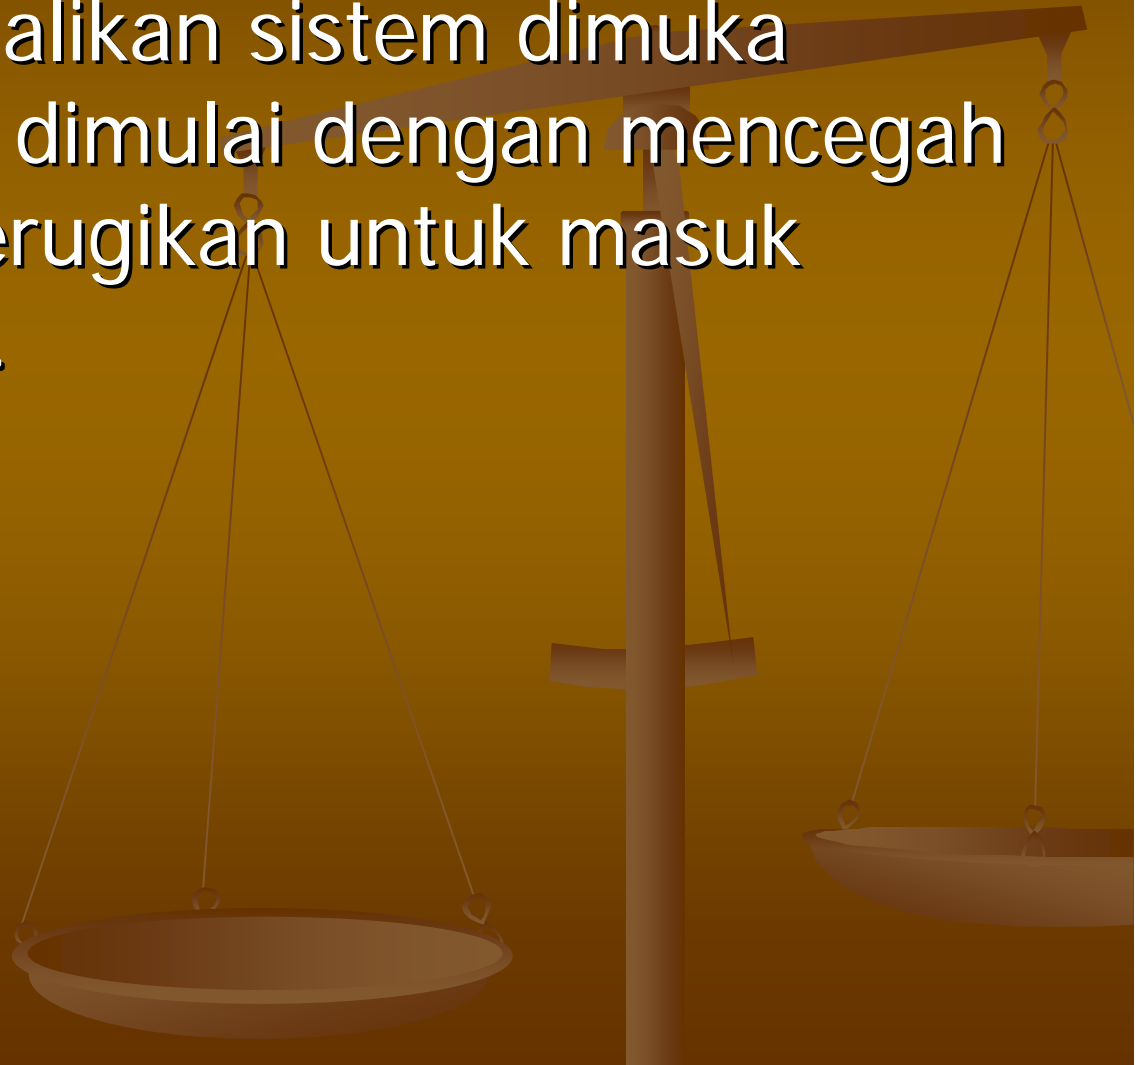 alikan sistem dimuka
dimulai dengan mencegah
erugikan untuk masuk
.